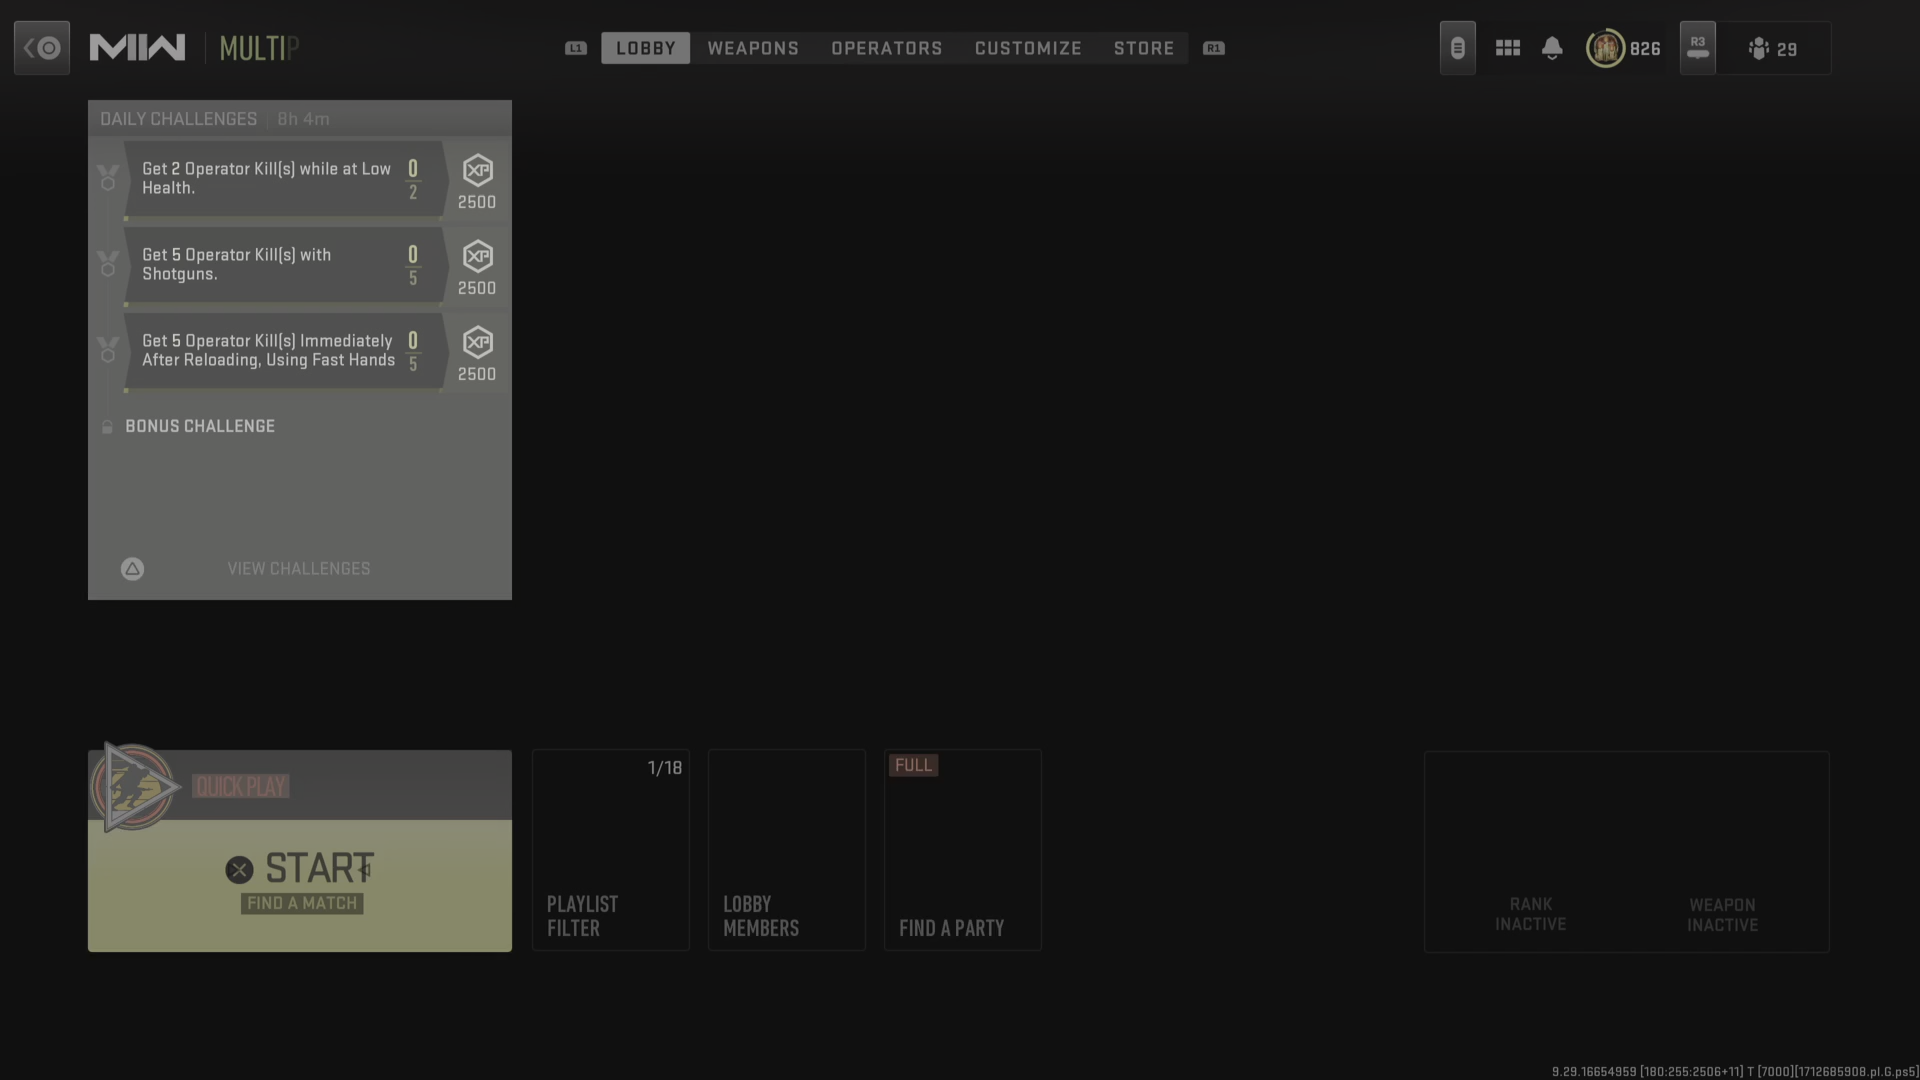 MW MULTIP
L1 LOBBY WEAPONS OPERATORS CUSTOMIZE STORE R1
826 R3 29
DAILY CHALLENGES 8h 4m
Get 2 Operator Kill(s) while at Low
Health.
0
2
XP
2500
Get 5 Operator Kill(s) with
Shotguns.
0
5
XP
2500
Get 5 Operator Kill(s) Immediately
After Reloading, Using Fast Hands
0
5
XP
2500
BONUS CHALLENGE
VIEW CHALLENGES
QUICK PLAY
START
FIND A MATCH
1/18
PLAYLIST
FILTER
LOBBY
MEMBERS
FULL
FIND A PARTY
RANK
INACTIVE
WEAPON
INACTIVE
9.29.16654959 [180:255:2506+11] T [7000][1712685908.pl.G.ps5]